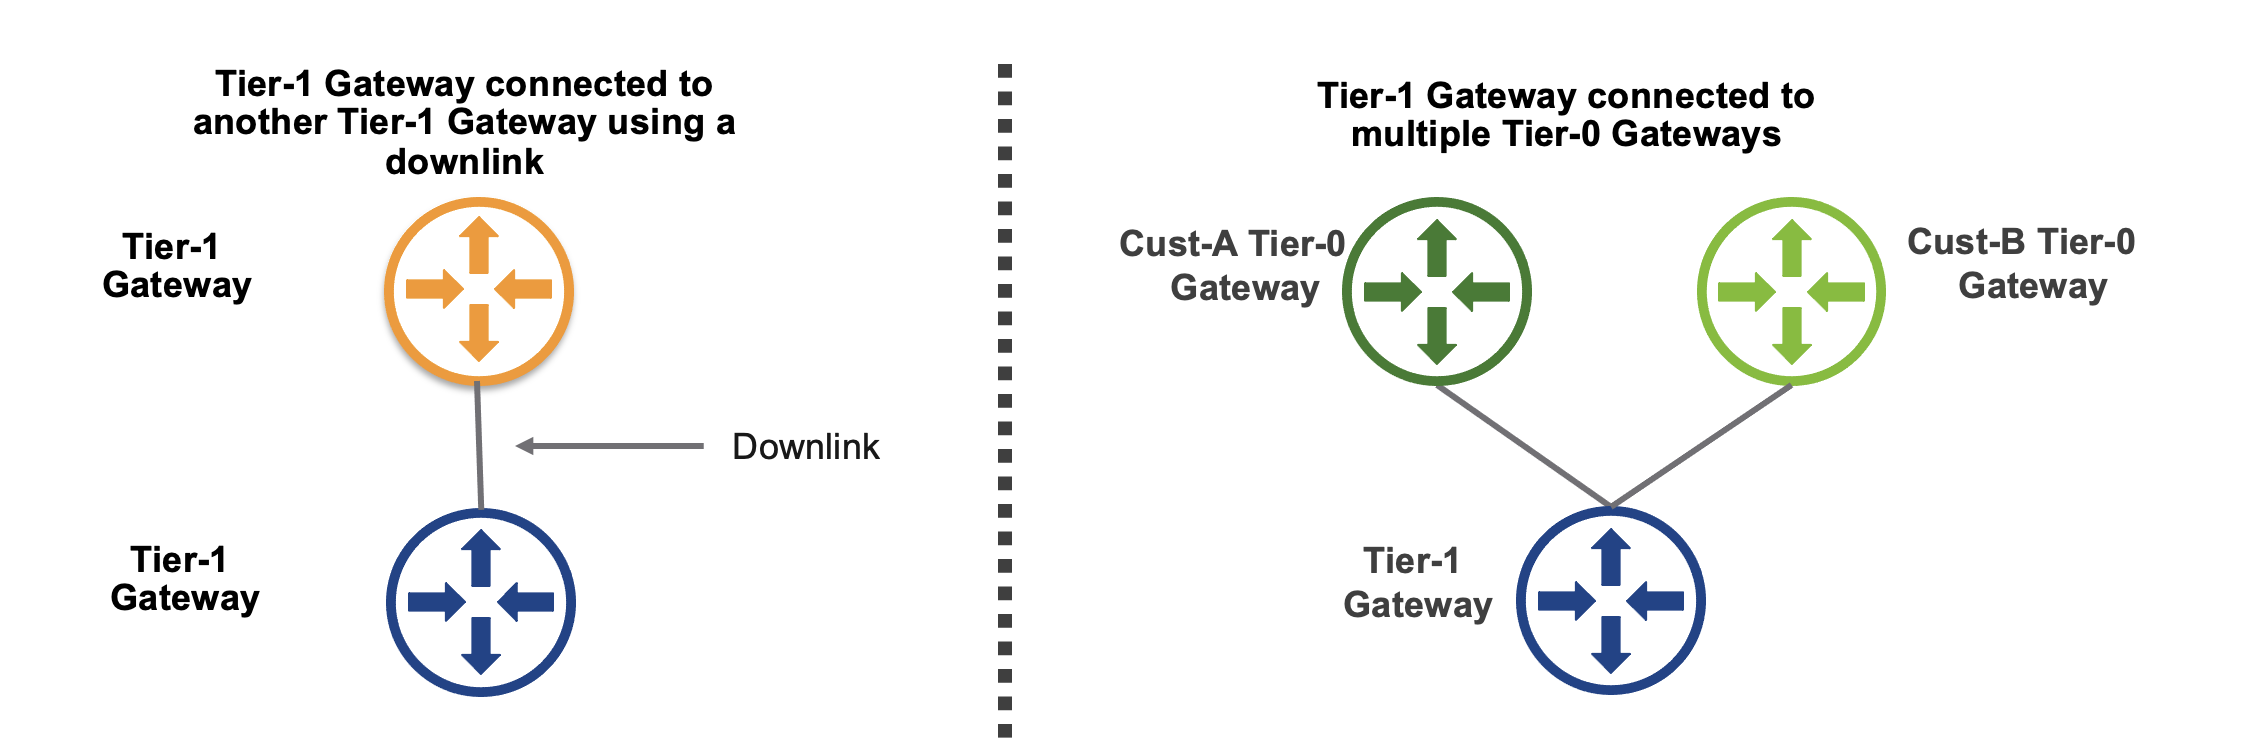 Tier-1 Gateway connected to
another Tier-1 Gateway using a
downlink
Tier-1
Gateway
Downlink
Tier-1
Gateway
Tier-1 Gateway connected to
multiple Tier-0 Gateways
Cust-A Tier-0
Gateway
Cust-B Tier-0
Gateway
Tier-1
Gateway